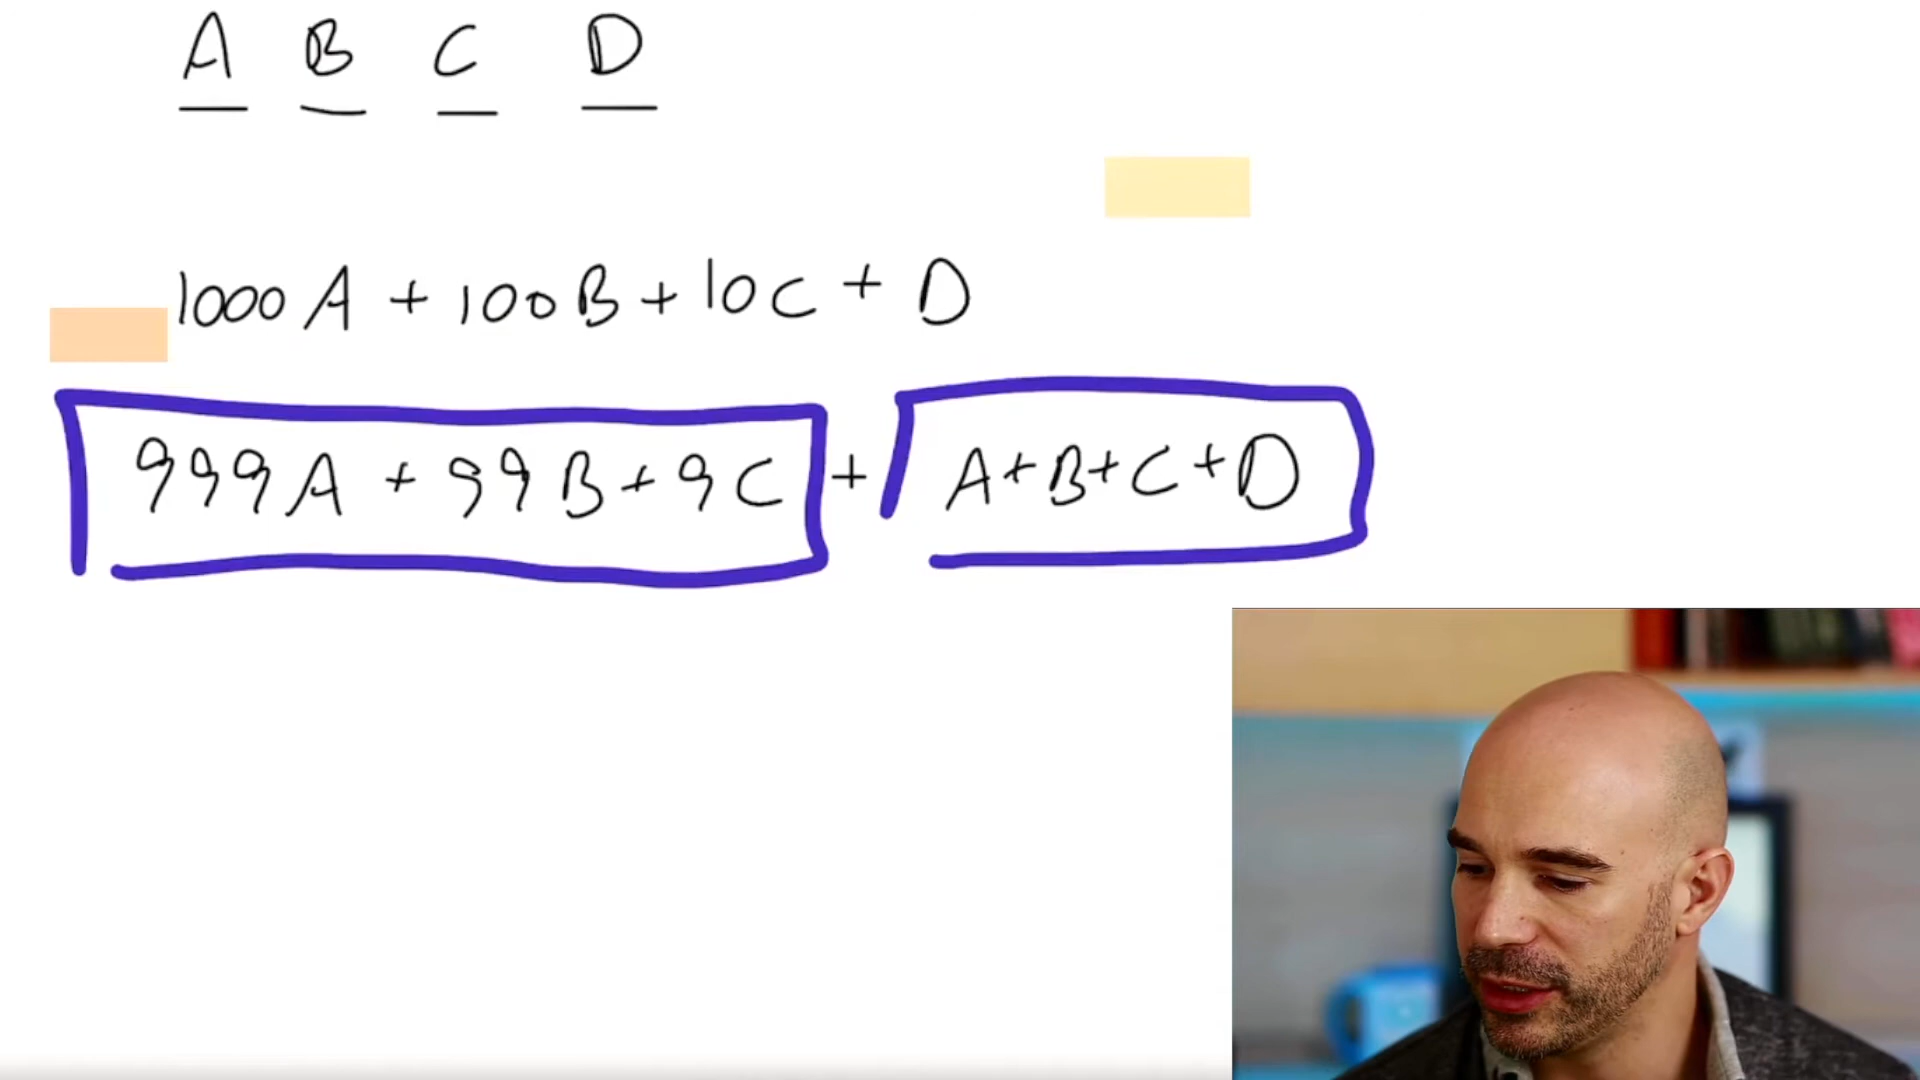 A B C D
1000A + 100B + 10C + D
999A + 99B + 9C + A+B+C+D